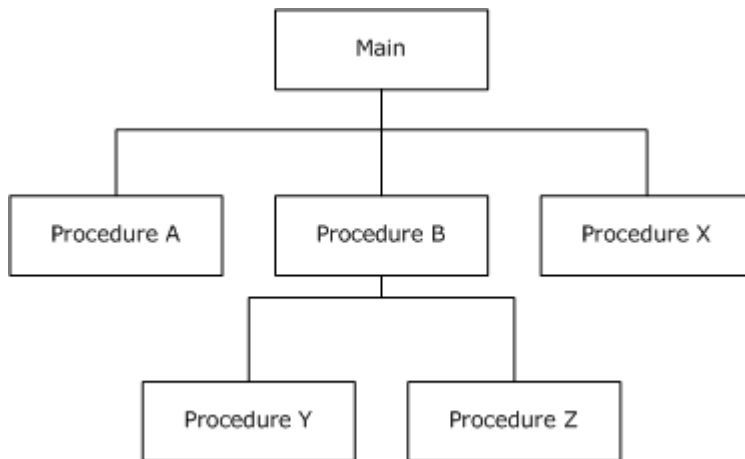 Main
Procedure A
Procedure B
Procedure X
Procedure Y
Procedure Z